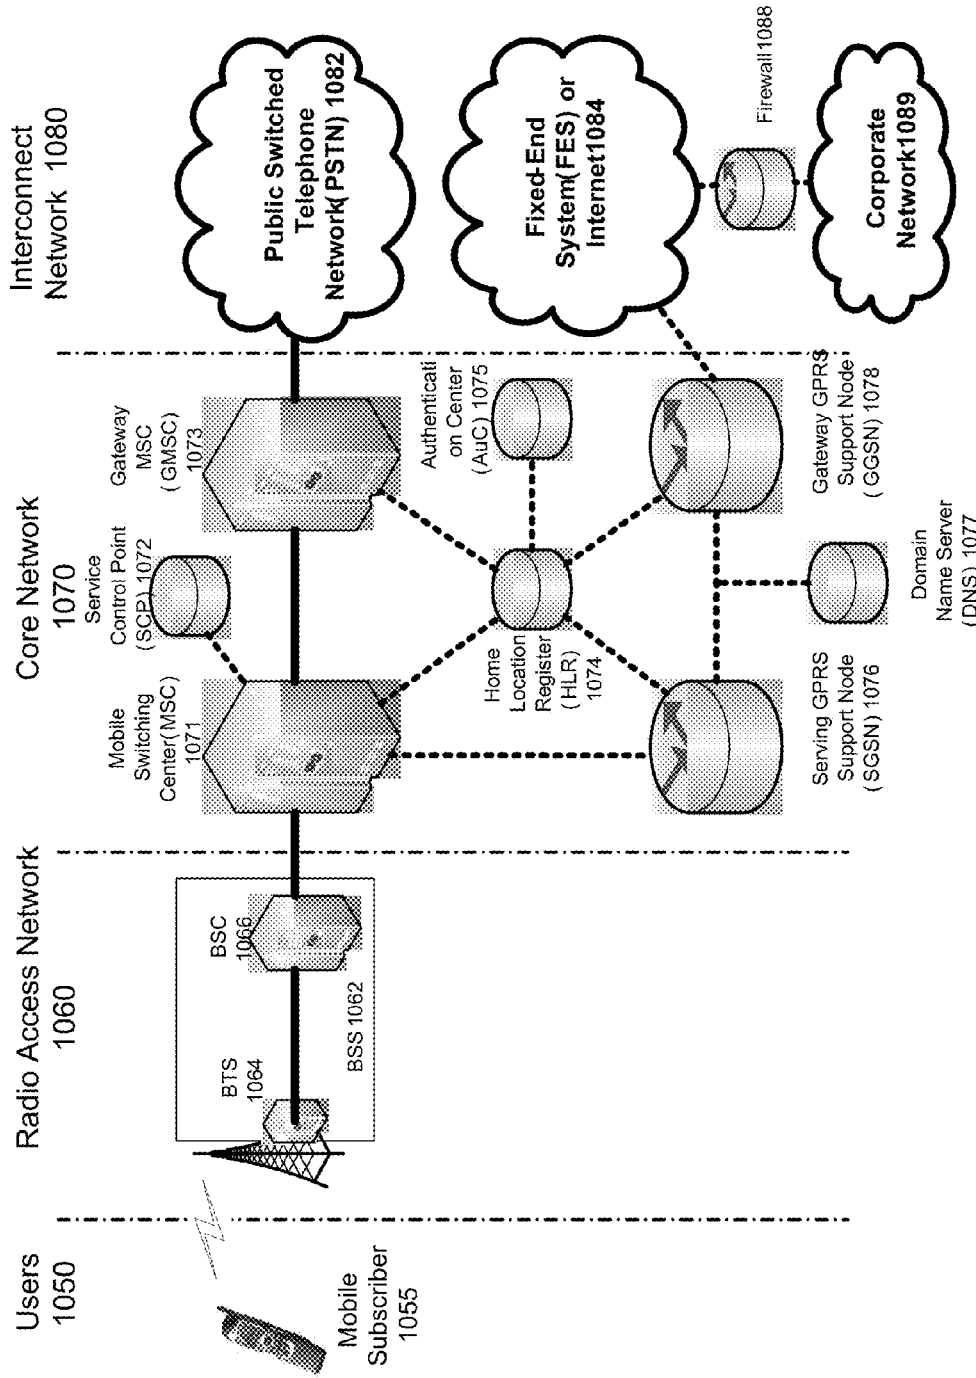 Users
1050
Radio Access Network
1060
Core Network
1070
Interconnect
Network 1080
Mobile
Subscriber
1055
BTS
1064
BSC
1066
BSS 1062
Mobile
Switching
Center(MSC)
1071
Service
Control Point
(SCP) 1072
Gateway
MSC
(GMSC)
1073
Home
Location
Register
(HLR)
1074
Authenticati
on Center
(AuC) 1075
Serving GPRS
Support Node
(SGSN) 1076
Domain
Name Server
(DNS) 1077
Gateway GPRS
Support Node
(GGSN) 1078
Public Switched
Telephone
Network(PSTN) 1082
Fixed-End
System(FES) or
Internet1084
Firewall1088
Corporate
Network1089